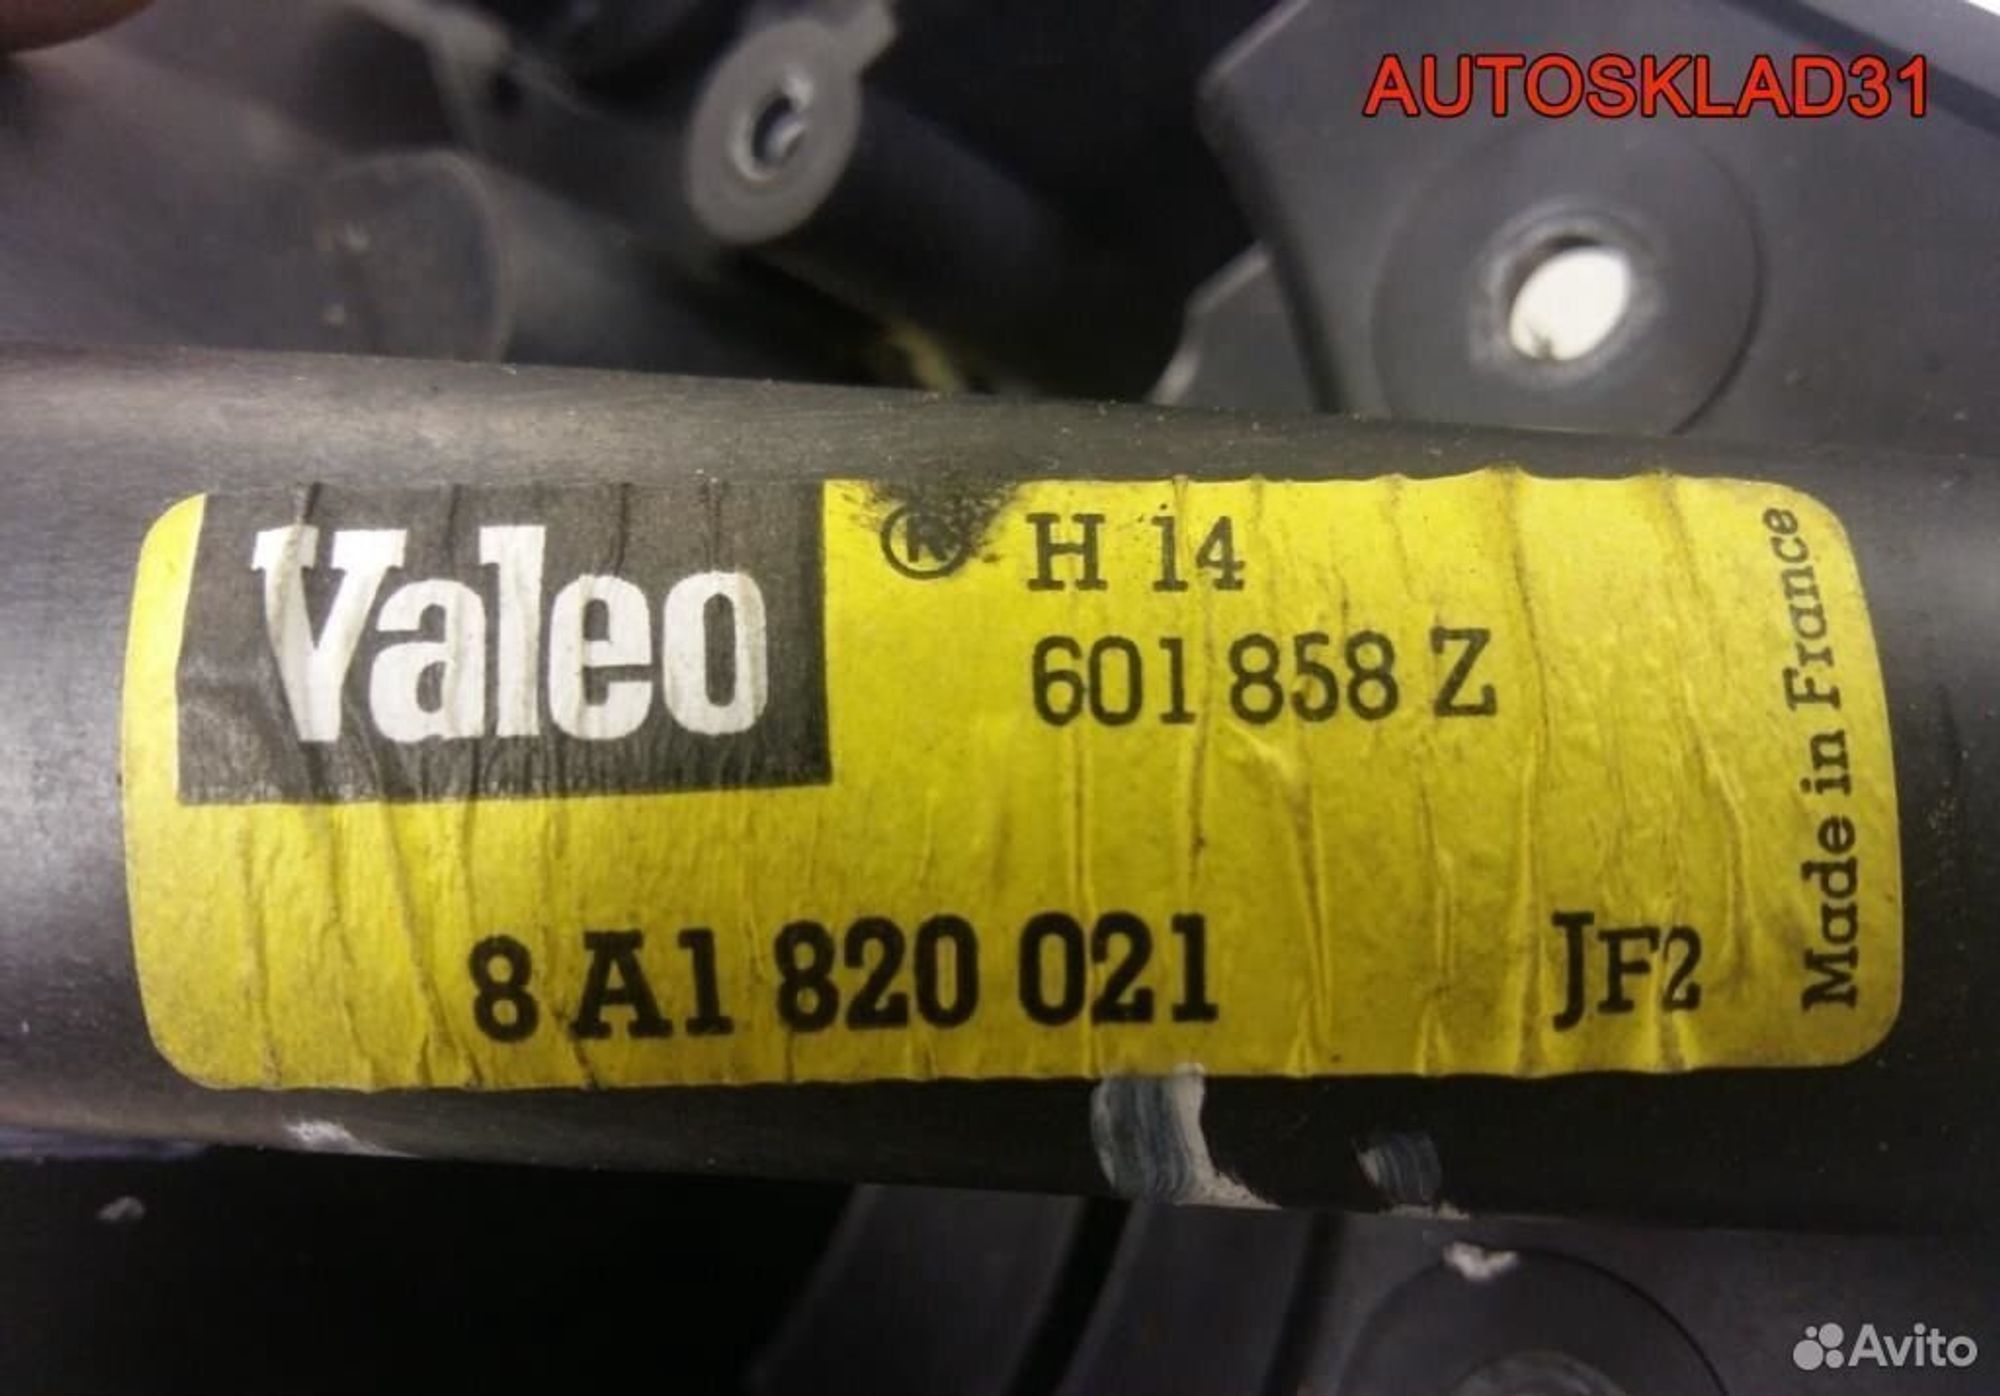 AUTOSKLAD31
Valeo ® H 14
601 858 Z
8 A1 820 021 JF2
Made in France
Avito